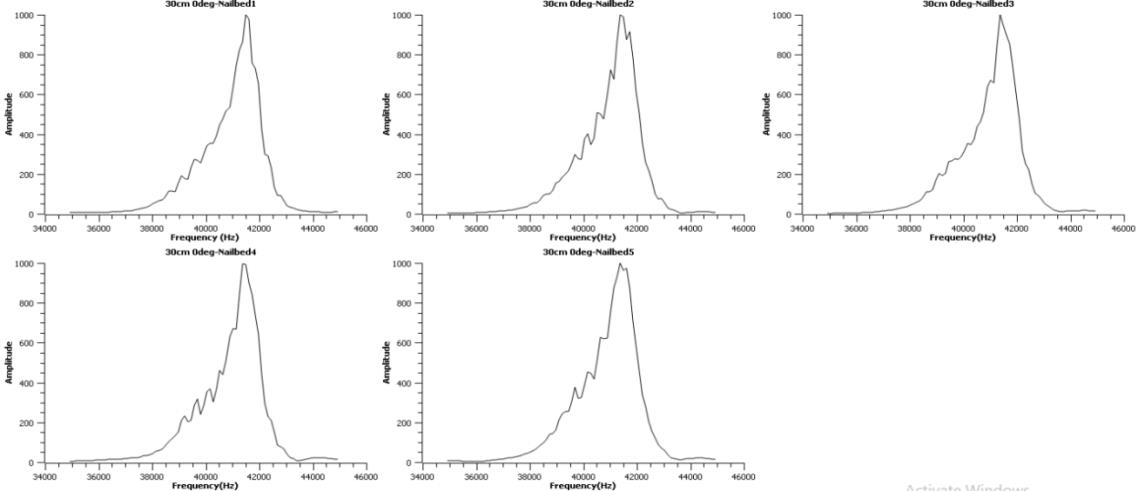 30cm 0deg-Nailbed1 30cm 0deg-Nailbed2 30cm 0deg-Nailbed3
1000 1000 1000
800 800 800
600 600 600
400 400 400
200 200 200
0 0 0
Amplitude Amplitude Amplitude
34000 36000 38000 40000 42000 44000 46000 34000 36000 38000 40000 42000 44000 46000 34000 36000 38000 40000 42000 44000 46000
Frequency (Hz) Frequency(Hz) Frequency(Hz)
30cm 0deg-Nailbed4 30cm 0deg-Nailbed5
1000 1000
800 800
600 600
400 400
200 200
0 0
Amplitude Amplitude
34000 36000 38000 40000 42000 44000 46000 34000 36000 38000 40000 42000 44000 46000
Frequency(Hz) Frequency(Hz)
Activate Windows